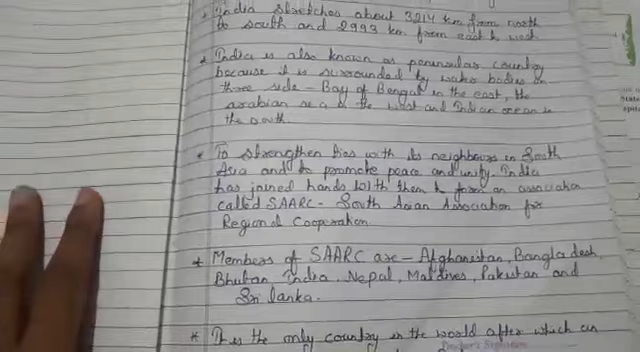 * India stretches about 3214 km from north
to south and 2993 km from east to west
* India is also known as peninsular country
because it is surrounded by water bodies on
three side - Bay of Bengal in the east, the
arabian sea to the west and Indian ocean in
the south
* To strengthen ties with its neighbours in South
Asia and to promote peace and unity, India
has joined hands with them to form an association
called SAARC - South Asian Association for
Regional Cooperation
* Members of SAARC are - Afghanistan, Bangladesh,
Bhutan India, Nepal, Maldives, Pakistan and
Sri lanka.
* It is the only country in the world after which an
Teacher's Signature